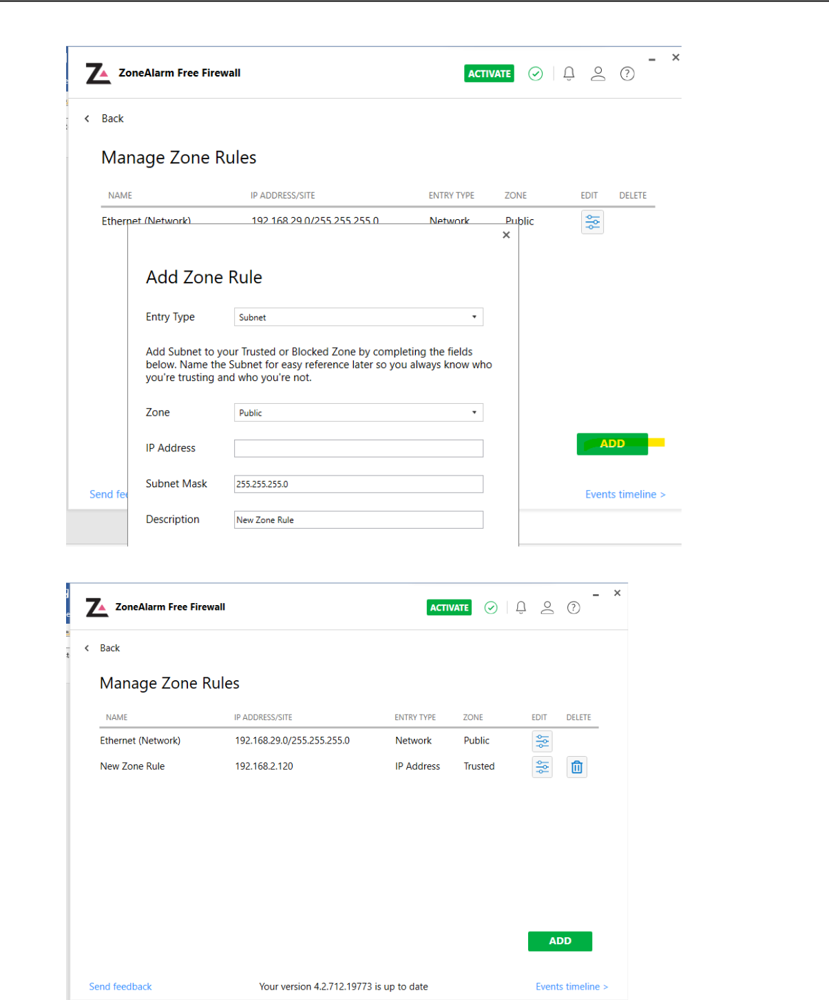 ZoneAlarm Free Firewall
ACTIVATE
Back
Manage Zone Rules
NAME IP ADDRESS/SITE ENTRY TYPE ZONE EDIT DELETE
Ethernet (Network) 192.168.29.0/255.255.255.0 Network Public
Add Zone Rule
Entry Type Subnet
Add Subnet to your Trusted or Blocked Zone by completing the fields
below. Name the Subnet for easy reference later so you always know who
you're trusting and who you're not.
Zone Public
IP Address
Subnet Mask 255.255.255.0
Description New Zone Rule
ADD
Send fee
Events timeline >
ZoneAlarm Free Firewall
ACTIVATE
Back
Manage Zone Rules
NAME IP ADDRESS/SITE ENTRY TYPE ZONE EDIT DELETE
Ethernet (Network) 192.168.29.0/255.255.255.0 Network Public
New Zone Rule 192.168.2.120 IP Address Trusted
ADD
Send feedback Your version 4.2.712.19773 is up to date Events timeline >